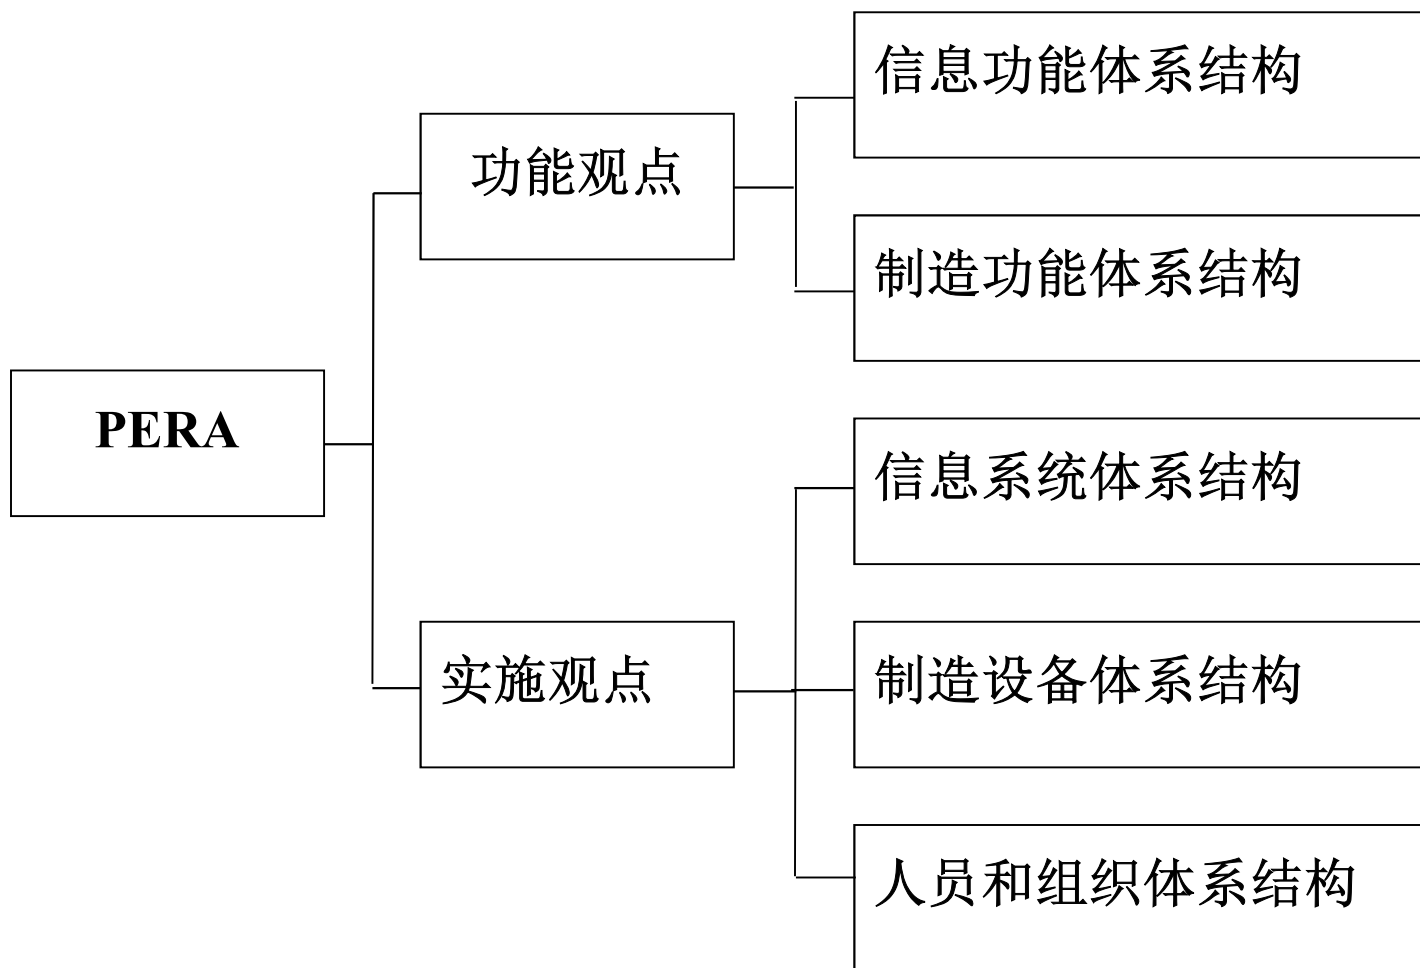 PERA
功能观点
信息功能体系结构
制造功能体系结构
实施观点
信息系统体系结构
制造设备体系结构
人员和组织体系结构